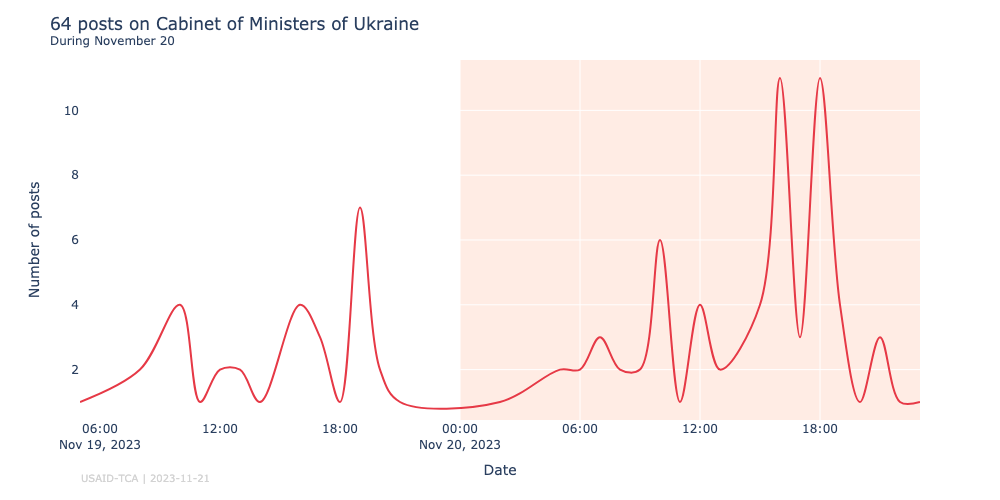 64 posts on Cabinet of Ministers of Ukraine
During November 20
Number of posts
10
8
6
4
2
06:00 12:00 18:00 00:00 06:00 12:00 18:00
Nov 19, 2023 Nov 20, 2023
Date
USAID-TCA | 2023-11-21